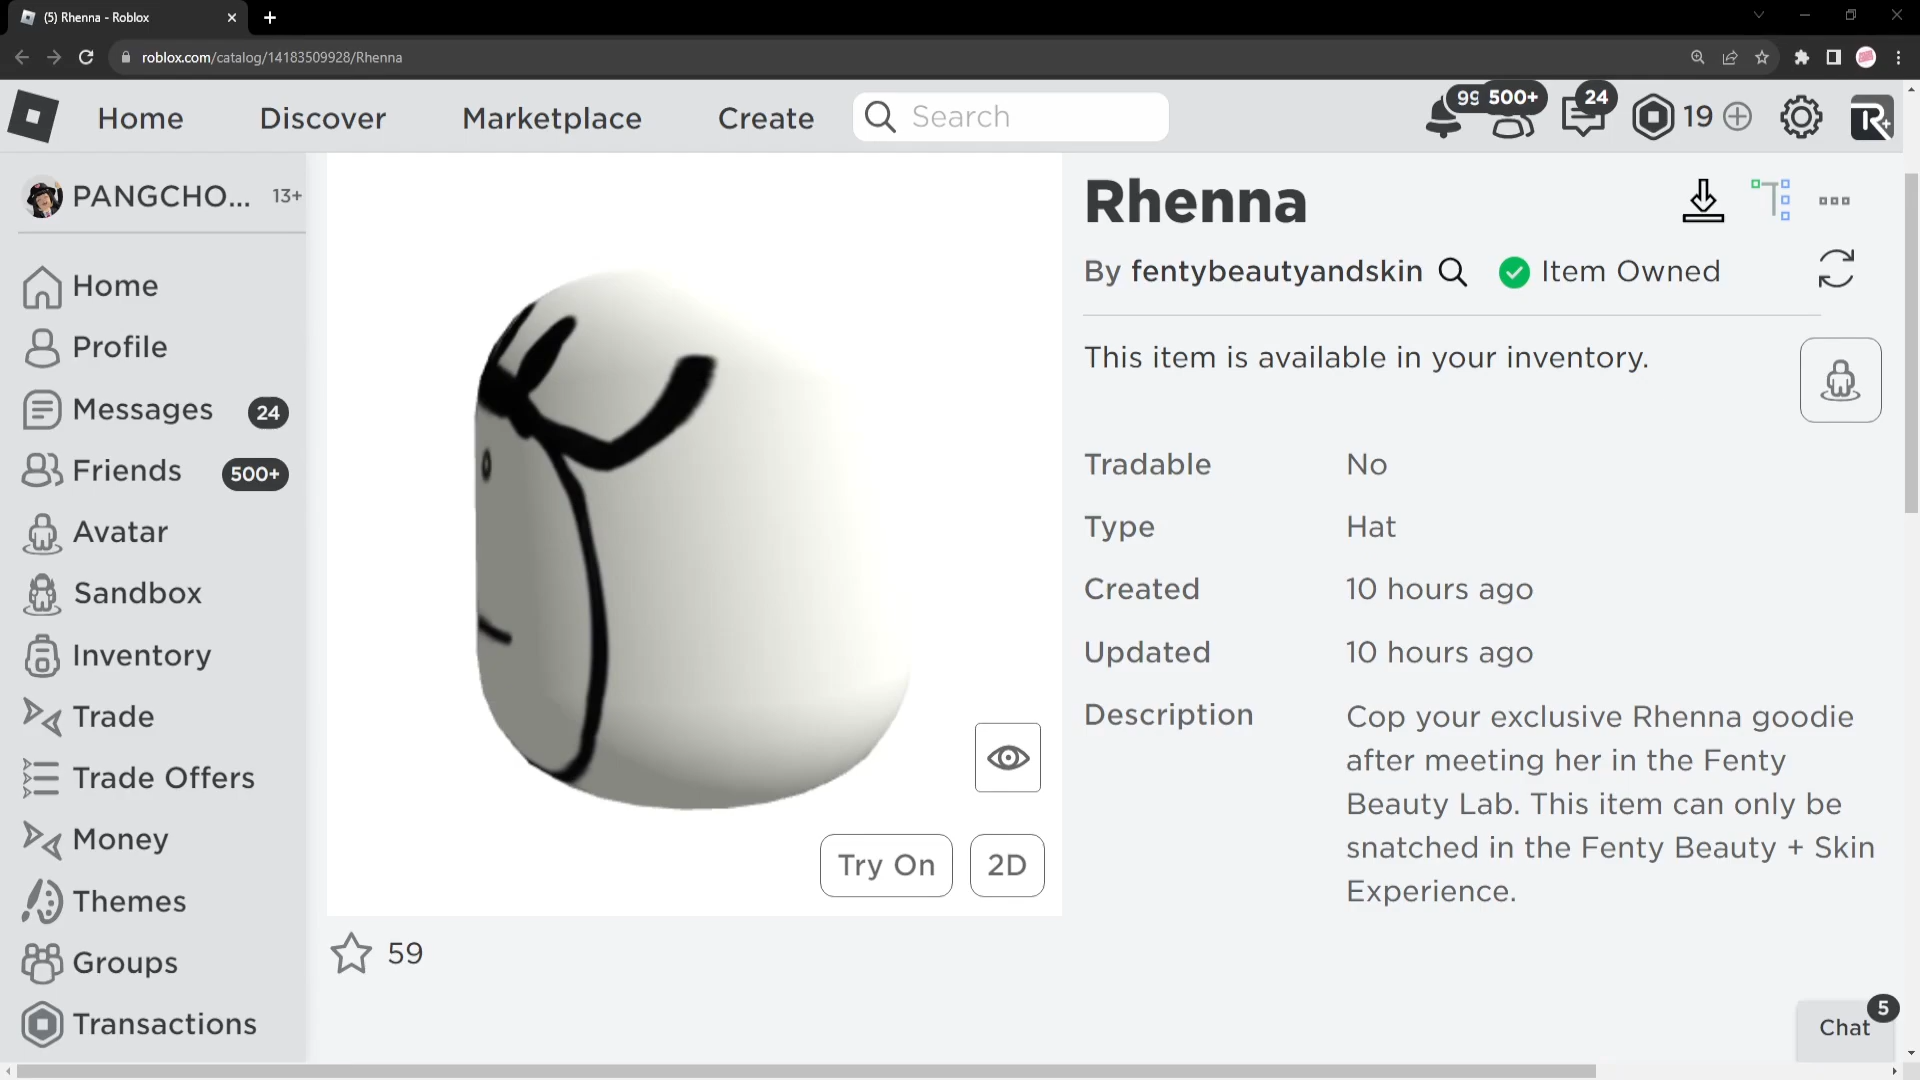 (5) Rhenna - Roblox
roblox.com/catalog/14183509928/Rhenna
Home Discover Marketplace Create Search 99 500+ 24 19
PANGCHO... 13+
Home
Profile
Messages 24
Friends 500+
Avatar
Sandbox
Inventory
Trade
Trade Offers
Money
Themes
Groups
Transactions
Try On 2D
59
Rhenna
By fentybeautyandskin Item Owned
This item is available in your inventory.
Tradable No
Type Hat
Created 10 hours ago
Updated 10 hours ago
Description Cop your exclusive Rhenna goodie
after meeting her in the Fenty
Beauty Lab. This item can only be
snatched in the Fenty Beauty + Skin
Experience.
Chat 5